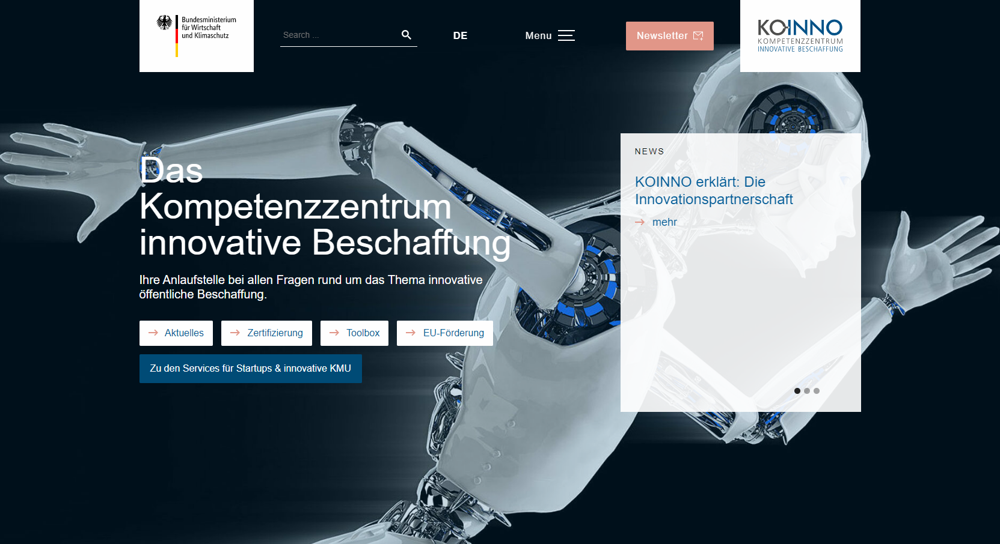 Bundesministerium
für Wirtschaft
und Klimaschutz
Search ...
DE
Menu
Newsletter
KOINNO
KOMPETENZZENTRUM
INNOVATIVE BESCHAFFUNG
Das
Kompetenzzentrum
innovative Beschaffung
Ihre Anlaufstelle bei allen Fragen rund um das Thema innovative
öffentliche Beschaffung.
Aktuelles
Zertifizierung
Toolbox
EU-Förderung
Zu den Services für Startups & innovative KMU
NEWS
KOINNO erklärt: Die
Innovationspartnerschaft
mehr